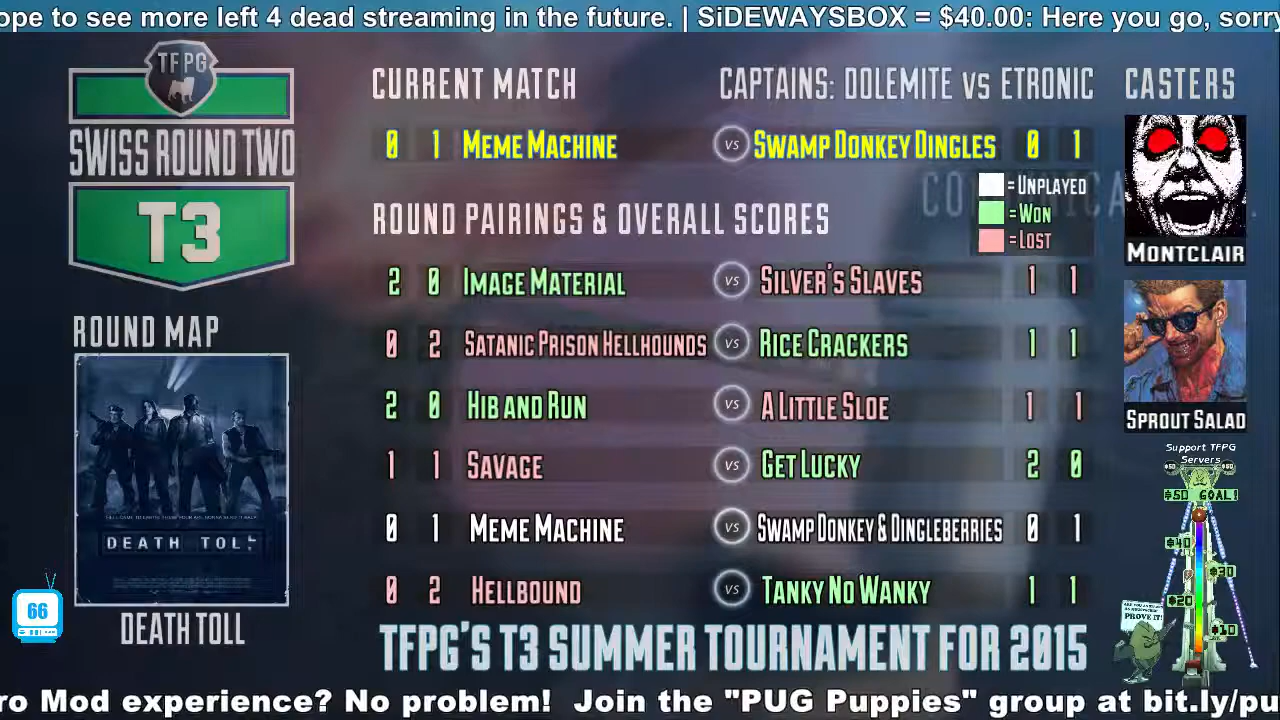 ope to see more left 4 dead streaming in the future. | SiDEWAYSBOX = $40.00: Here you go, sorry
TFPG
SWISS ROUND TWO
T3
CURRENT MATCH
CAPTAINS: DOLEMITE VS ETRONIC
0 1 MEME MACHINE VS SWAMP DONKEY DINGLES 0 1
= UNPLAYED
= WON
= LOST
ROUND PAIRINGS & OVERALL SCORES
2 0 IMAGE MATERIAL VS SILVER'S SLAVES 1 1
0 2 SATANIC PRISON HELLHOUNDS VS RICE CRACKERS 1 1
2 0 HIB AND RUN VS A LITTLE SLOE 1 1
1 1 SAVAGE VS GET LUCKY 2 0
0 1 MEME MACHINE VS SWAMP DONKEY & DINGLEBERRIES 0 1
0 2 HELLBOUND VS TANKY NO WANKY 1 1
ROUND MAP
DEATH TOLL
DEATH TOLL
66
TFPG'S T3 SUMMER TOURNAMENT FOR 2015
CASTERS
MONTCLAIR
SPROUT SALAD
Support TFPG
Servers
$50 GOAL!
$10
PROVE IT!
ro Mod experience? No problem! Join the "PUG Puppies" group at bit.ly/pu